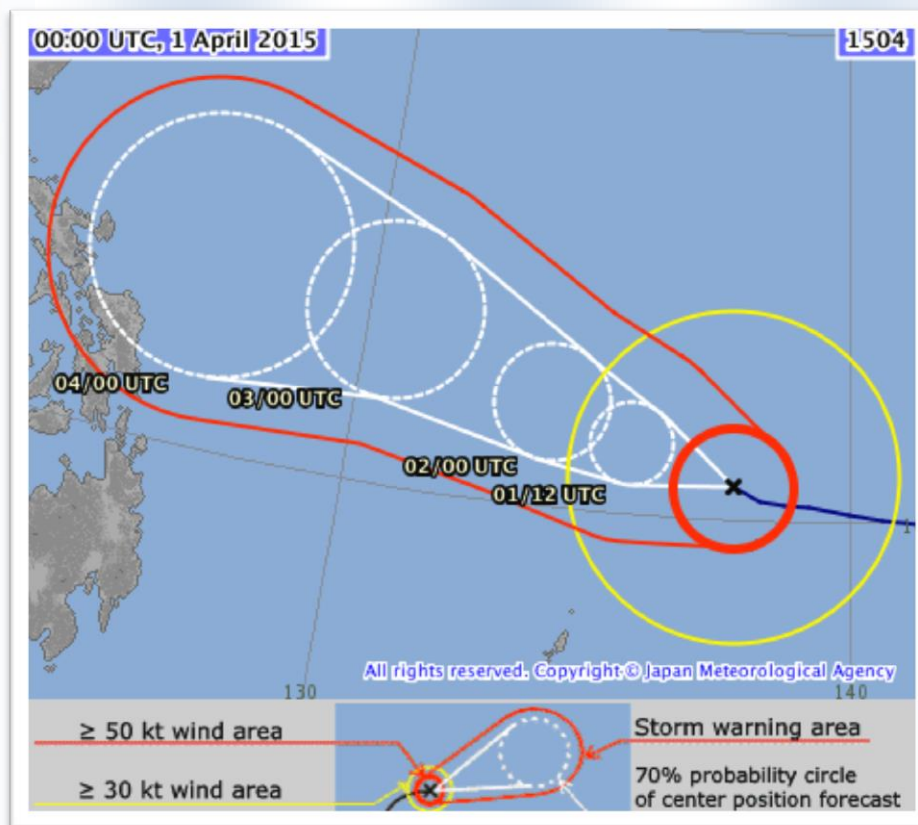 00:00 UTC, 1 April 2015
1504
04/00 UTC
03/00 UTC
02/00 UTC
01/12 UTC
All rights reserved. Copyright © Japan Meteorological Agency
130
140
≥ 50 kt wind area
≥ 30 kt wind area
Storm warning area
70% probability circle
of center position forecast